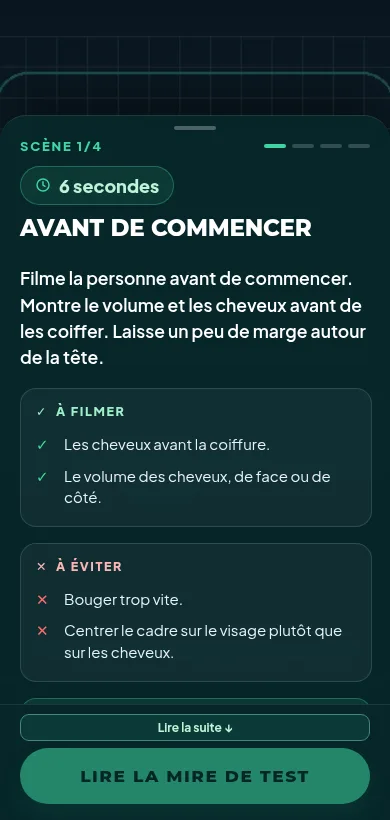 SCÈNE 1/4
6 secondes
AVANT DE COMMENCER
Filme la personne avant de commencer.
Montre le volume et les cheveux avant de
les coiffer. Laisse un peu de marge autour
de la tête.
✓ À FILMER
✓ Les cheveux avant la coiffure.
✓ Le volume des cheveux, de face ou de
côté.
✕ À ÉVITER
✕ Bouger trop vite.
✕ Centrer le cadre sur le visage plutôt que
sur les cheveux.
Lire la suite ↓
LIRE LA MIRE DE TEST